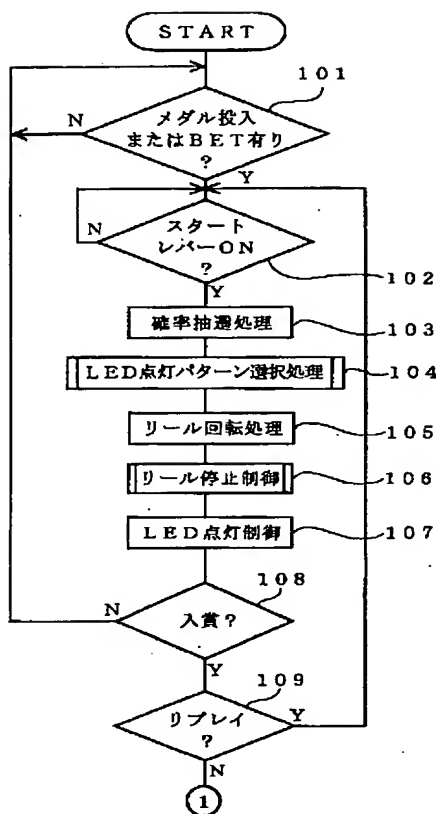 START
101
メダル投入
またはBET有り
?
N
Y
スタート
レバーON
?
N
102
Y
確率抽選処理
103
LED点灯パターン選択処理
104
リール回転処理
105
リール停止制御
106
LED点灯制御
107
108
N
入賞?
Y
109
リプレイ
?
Y
N
1